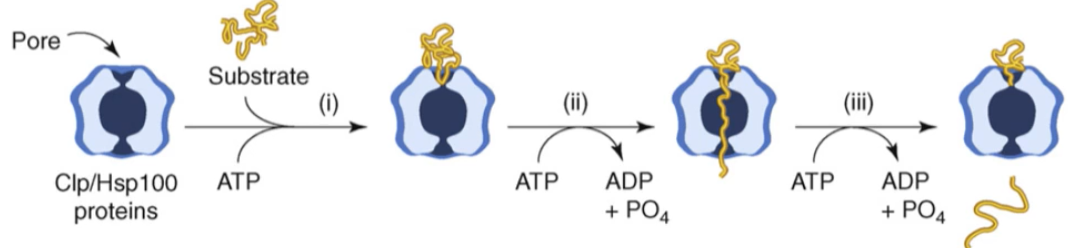 Pore
Substrate
(i)
(ii)
(iii)
Clp/Hsp100
proteins
ATP
ATP
ADP
+ PO4
ATP
ADP
+ PO4